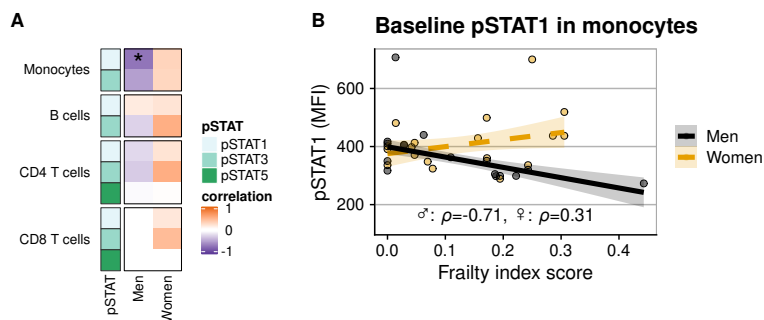 A
Monocytes
B cells
CD4 T cells
CD8 T cells
*
pSTAT
Men
Women
pSTAT
pSTAT1
pSTAT3
pSTAT5
correlation
1
0
-1
B
Baseline pSTAT1 in monocytes
pSTAT1 (MFI)
600
400
200
♂: ρ=-0.71, ♀: ρ=0.31
0.0 0.1 0.2 0.3 0.4
Frailty index score
Men
Women